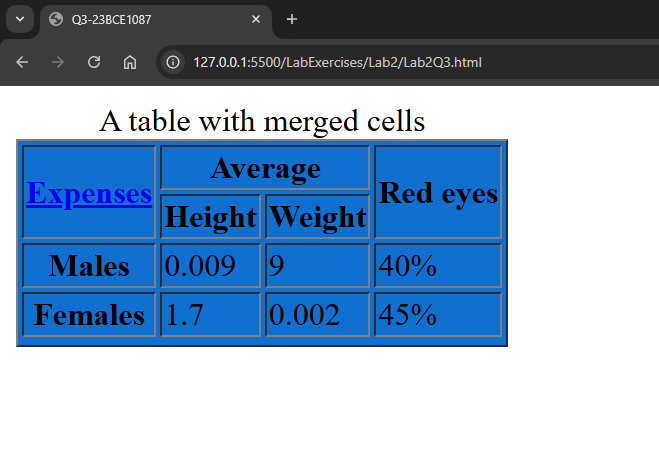 Q3-23BCE1087
127.0.0.1:5500/LabExercises/Lab2/Lab2Q3.html
A table with merged cells
Expenses Average Red eyes
Height Weight
Males 0.009 9 40%
Females 1.7 0.002 45%